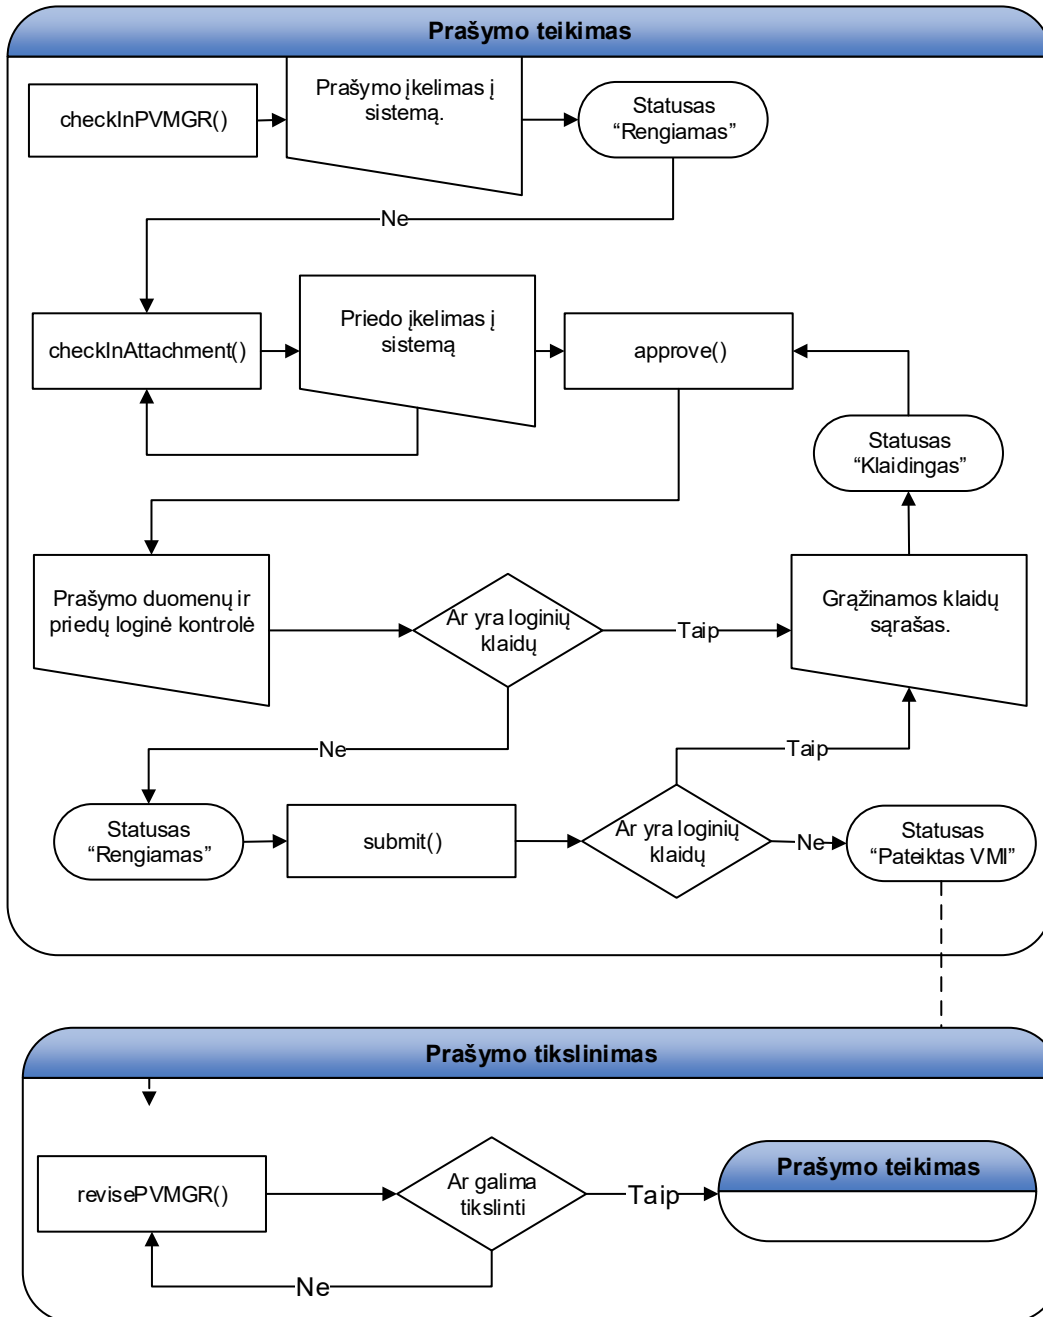 Prašymo teikimas
checkInPVMGR()
Prašymo įkelimas į
sistemą.
Statusas
“Rengiamas”
Ne
checkInAttachment()
Priedo įkelimas į
sistemą
approve()
Statusas
“Klaidingas”
Prašymo duomenų ir
priedų loginė kontrolė
Ar yra loginių
klaidų
Taip
Grąžinamos klaidų
sąrašas.
Ne
Taip
Statusas
“Rengiamas”
submit()
Ar yra loginių
klaidų
Ne
Statusas
“Pateiktas VMI”
Prašymo tikslinimas
revisePVMGR()
Ar galima
tikslinti
Taip
Prašymo teikimas
Ne